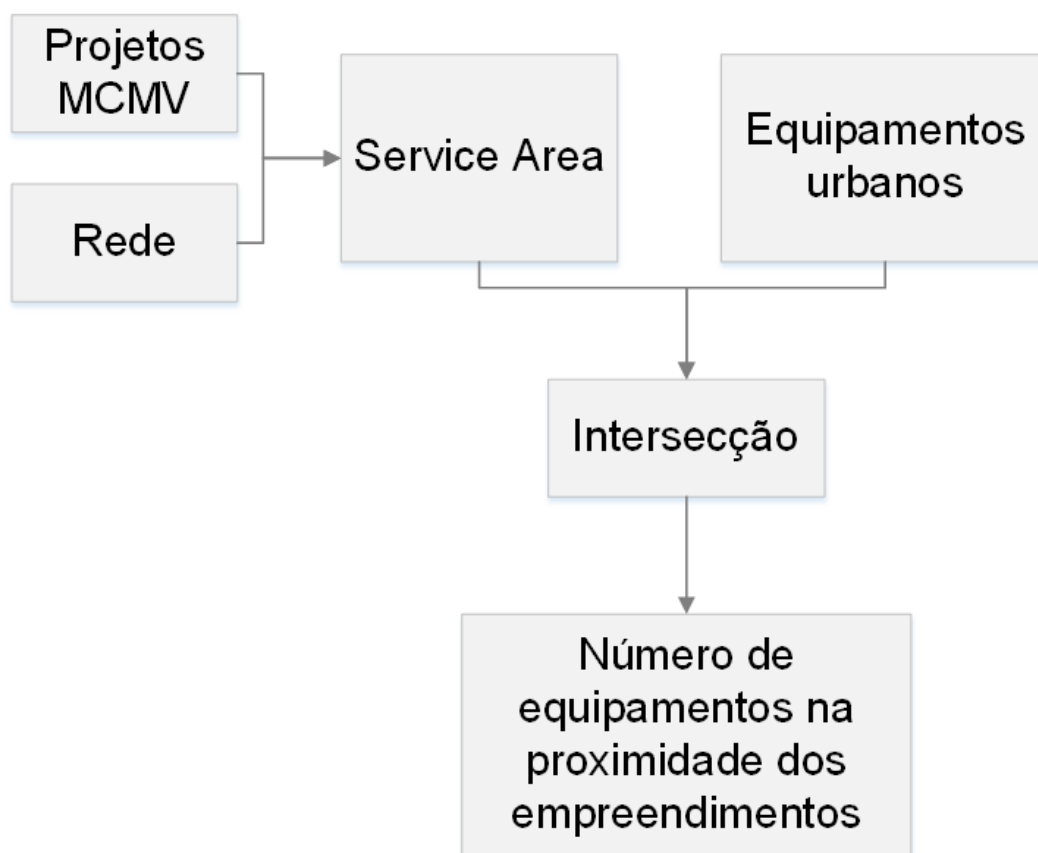 Projetos
MCMV
Rede
Service Area
Equipamentos
urbanos
Intersecção
Número de
equipamentos na
proximidade dos
empreendimentos